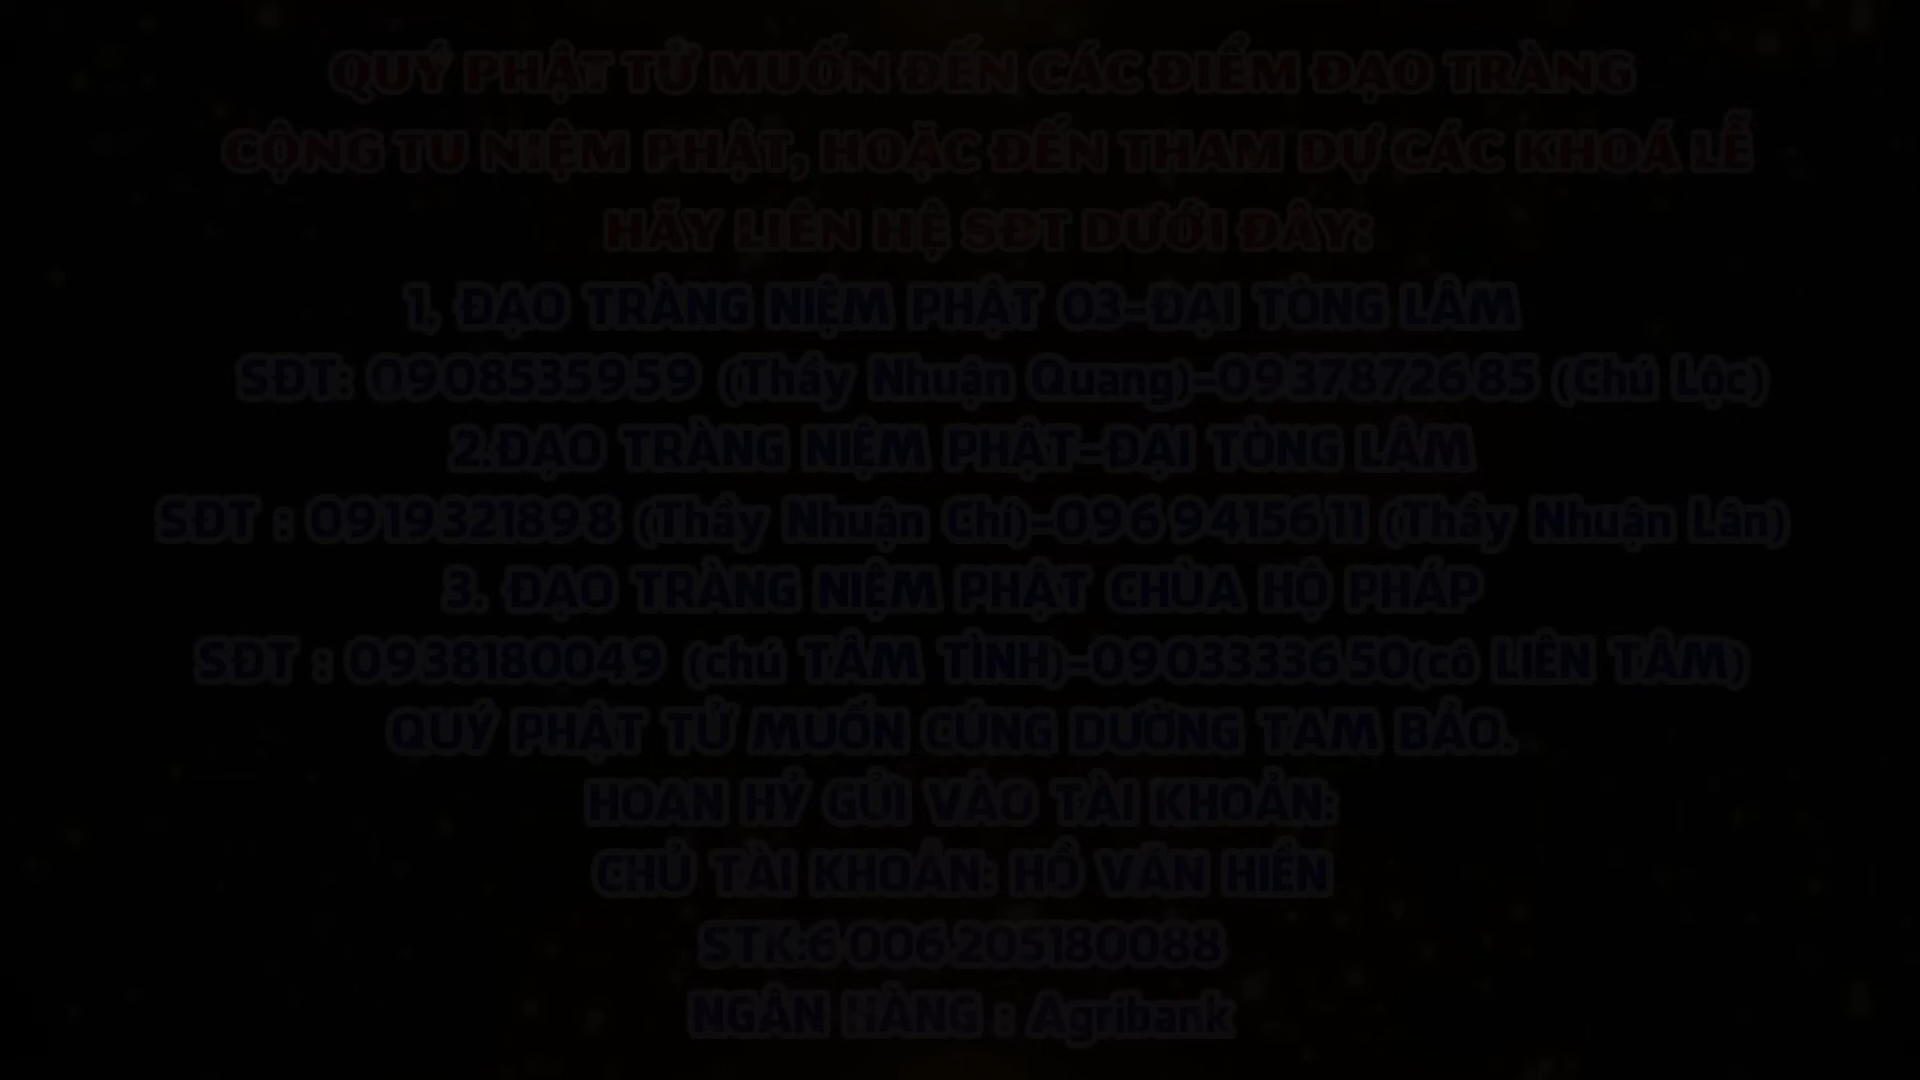 QUÝ PHẬT TỬ MUỐN ĐẾN CÁC ĐIỂM ĐẠO TRÀNG
CỘNG TU NIỆM PHẬT, HOẶC ĐẾN THAM DỰ CÁC KHOÁ LỄ
HÃY LIÊN HỆ SĐT DƯỚI ĐÂY:
1, ĐẠO TRÀNG NIỆM PHẬT 03-ĐẠI TÒNG LÂM
SĐT: 0908535959 (Thầy Nhuận Quang)-0937872685 (Chú Lộc)
2.ĐẠO TRÀNG NIỆM PHẬT-ĐẠI TÒNG LÂM
SĐT : 0919321898 (Thầy Nhuận Chí)-0969415611 (Thầy Nhuận Lân)
3. ĐẠO TRÀNG NIỆM PHẬT CHÙA HỘ PHÁP
SĐT : 0938180049 (chú TÂM TÌNH)-0903333650(cô LIÊN TÂM)
QUÝ PHẬT TỬ MUỐN CÚNG DƯỜNG TAM BẢO.
HOAN HỶ GỬI VÀO TÀI KHOẢN:
CHỦ TÀI KHOẢN: HỒ VĂN HIỀN
STK:6006205180088
NGÂN HÀNG : Agribank